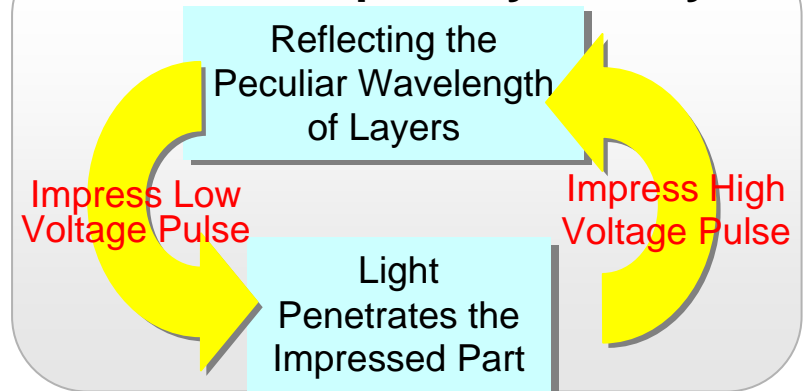 Reflecting the
Peculiar Wavelength
of Layers
Impress Low
Voltage Pulse
Impress High
Voltage Pulse
Light
Penetrates the
Impressed Part